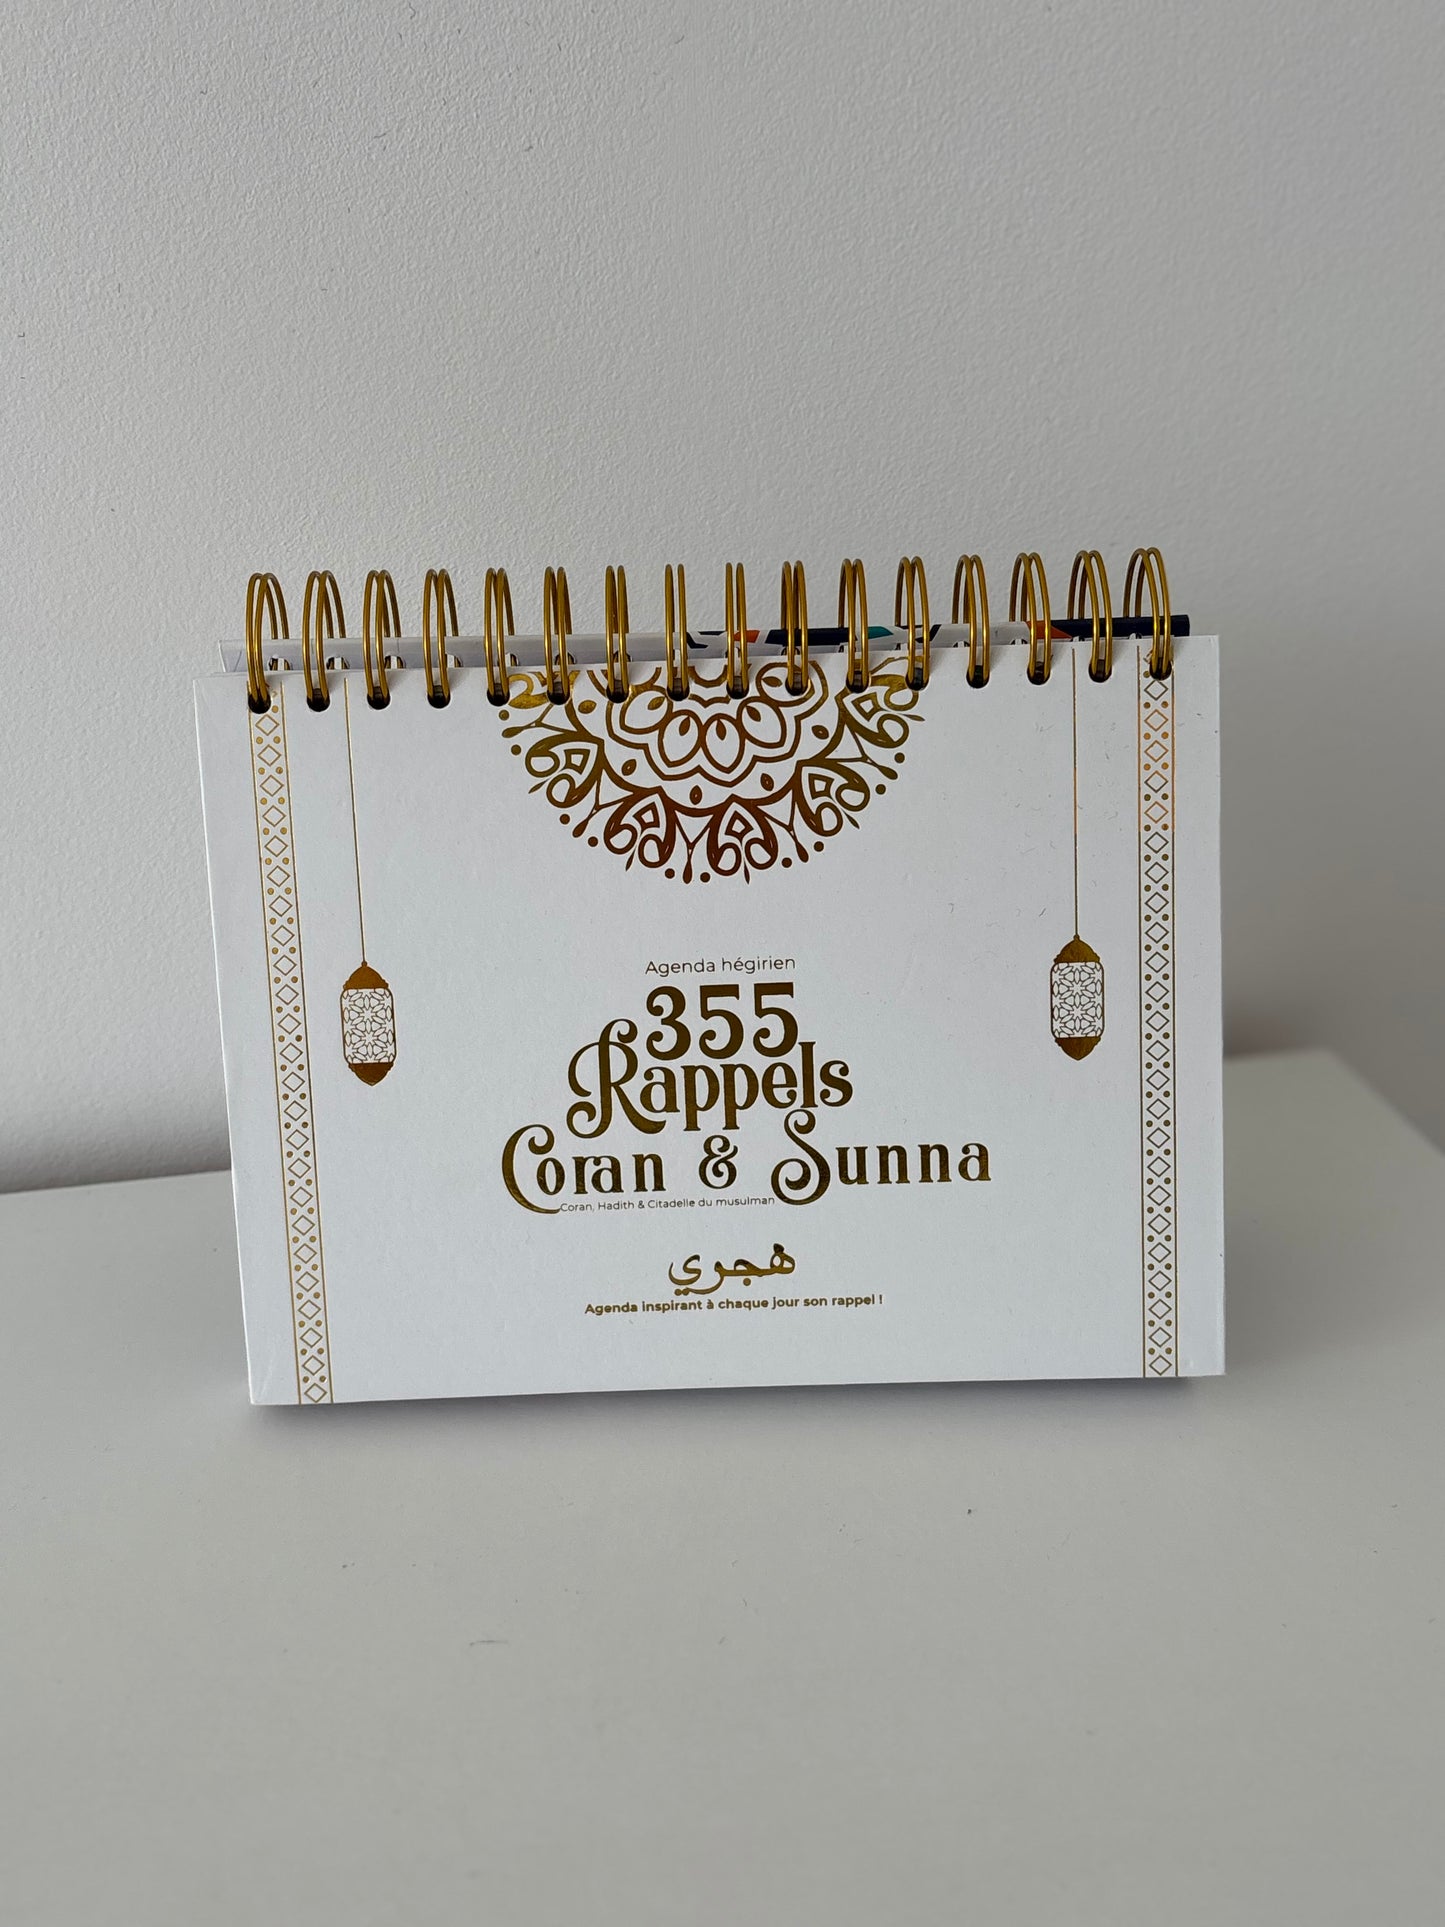 Agenda hégirien
355
Rappels
Coran & Sunna
Coran, Hadith & Citadelle du musulman
هجري
Agenda inspirant à chaque jour son rappel !